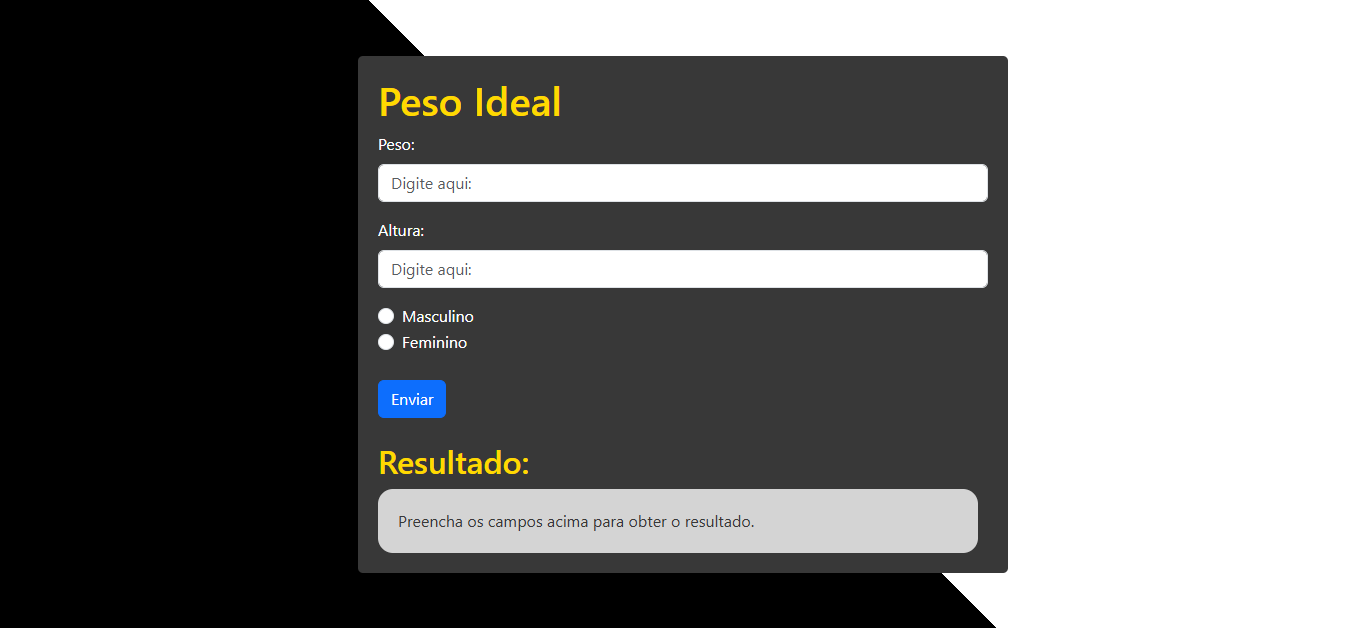 Peso Ideal
Peso:
Digite aqui:
Altura:
Digite aqui:
Masculino
Feminino
Enviar
Resultado:
Preencha os campos acima para obter o resultado.